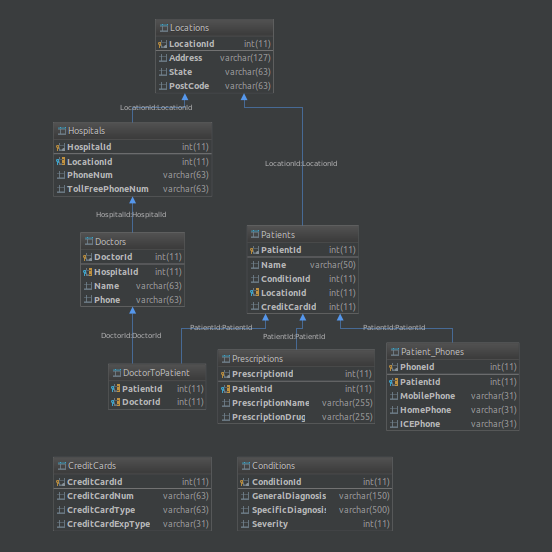 Locations
LocationId int(11)
Address varchar(127)
State varchar(63)
PostCode varchar(63)
LocationId:LocationId
Hospitals
HospitalId int(11)
LocationId int(11)
PhoneNum varchar(63)
TollFreePhoneNum varchar(63)
LocationId:LocationId
HospitalId:HospitalId
Doctors
DoctorId int(11)
HospitalId int(11)
Name varchar(63)
Phone varchar(63)
Patients
PatientId int(11)
Name varchar(50)
ConditionId int(11)
LocationId int(11)
CreditCardId int(11)
DoctorId:DoctorId
PatientId:PatientId
PatientId:PatientId
PatientId:PatientId
DoctorToPatient
PatientId int(11)
DoctorId int(11)
Prescriptions
PrescriptionId int(11)
PatientId int(11)
PrescriptionName varchar(255)
PrescriptionDrug varchar(255)
Patient_Phones
PhoneId int(11)
PatientId int(11)
MobilePhone varchar(31)
HomePhone varchar(31)
ICEPhone varchar(31)
CreditCards
CreditCardId int(11)
CreditCardNum varchar(63)
CreditCardType varchar(63)
CreditCardExpType varchar(31)
Conditions
ConditionId int(11)
GeneralDiagnosis varchar(150)
SpecificDiagnosis varchar(500)
Severity int(11)